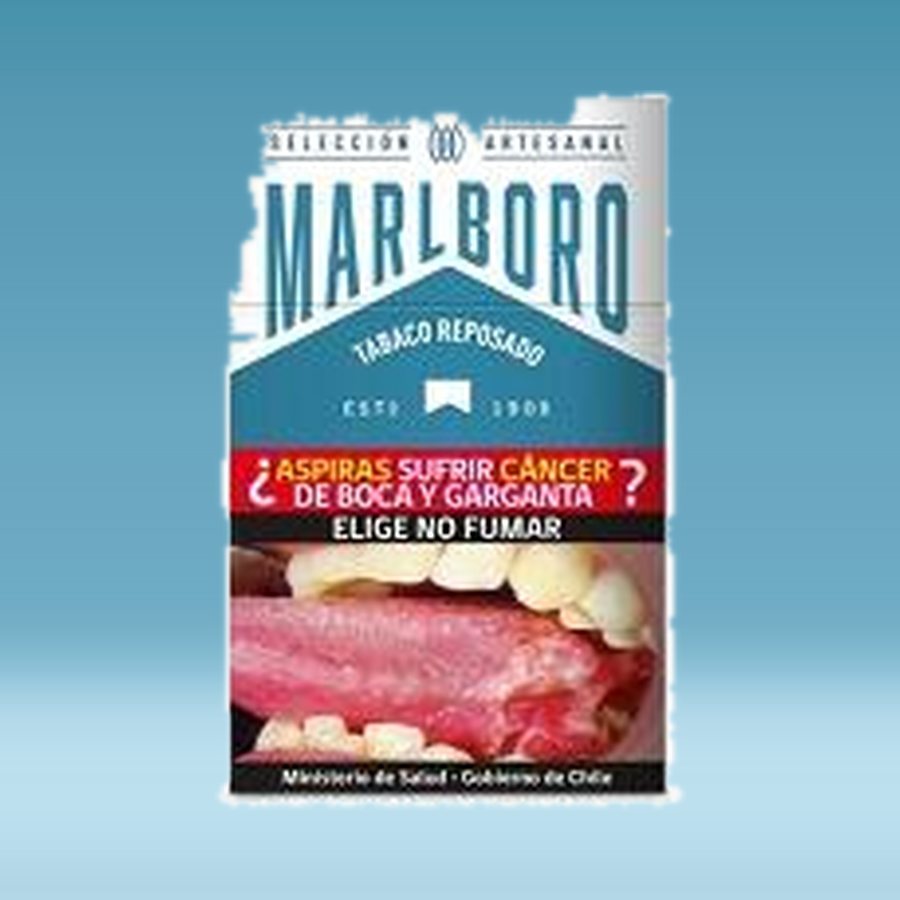 SELECCIÓN ARTESANAL
MARLBORO
TABACO REPOSADO
ESTD 1908
¿ASPIRAS SUFRIR CÁNCER
DE BOCA Y GARGANTA?
ELIGE NO FUMAR
Ministerio de Salud - Gobierno de Chile